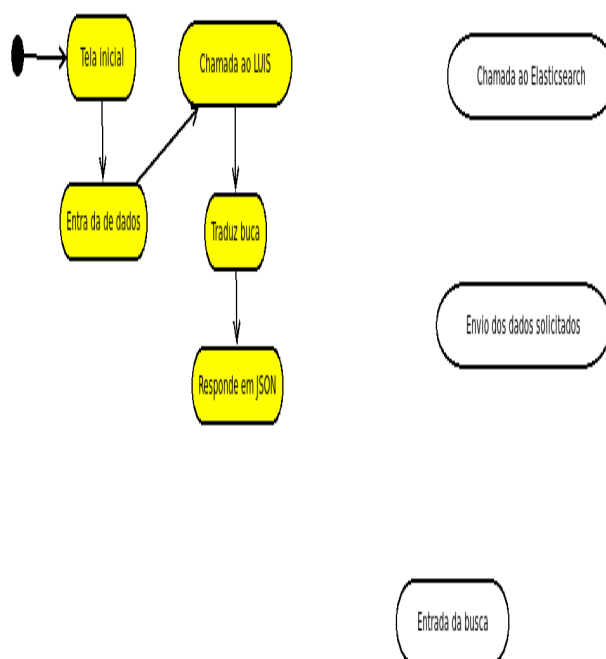 Tela inicial
Chamada ao LUIS
Chamada ao Elasticsearch
Entra da de dados
Traduz buca
Envio dos dados solicitados
Responde em JSON
Entrada da busca